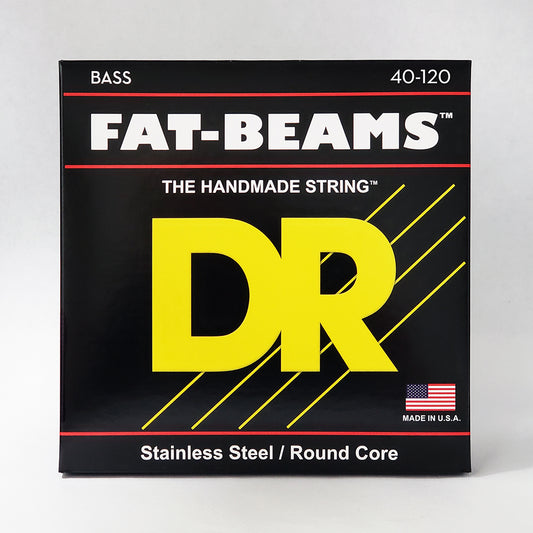 BASS 40-120
FAT-BEAMS™
THE HANDMADE STRING™
DR
MADE IN U.S.A.
Stainless Steel / Round Core